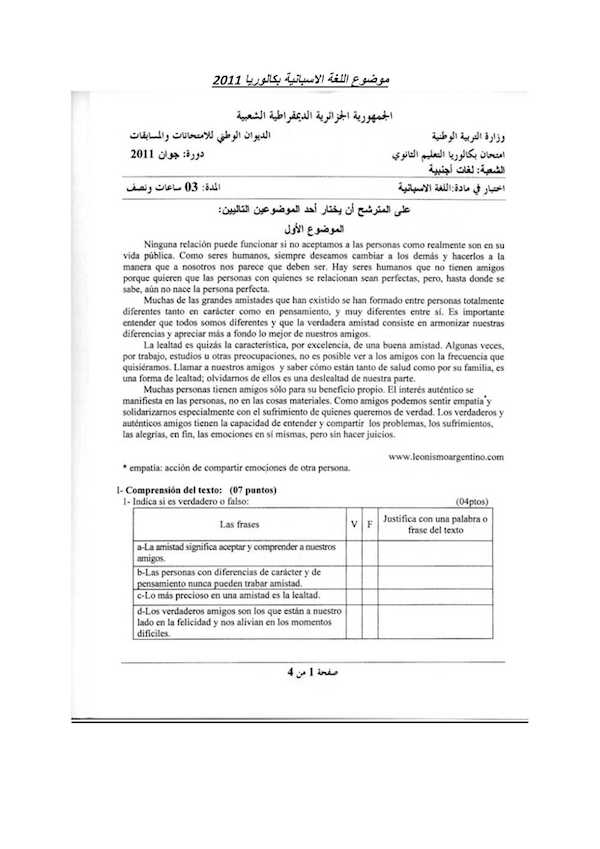 موضوع اللغة الاسبانية بكالوريا 2011
الجمهورية الجزائرية الديمقراطية الشعبية
وزارة التربية الوطنية الديوان الوطني للامتحانات والمسابقات
امتحان بكالوريا التعليم الثانوي دورة: جوان 2011
الشعبة: لغات أجنبية
اختبار في مادة:اللغة الاسبانية المدة: 03 ساعات ونصف
على المترشح أن يختار أحد الموضوعين التاليين:
الموضوع الأول
Ninguna relación puede funcionar si no aceptamos a las personas como realmente son en su
vida pública. Como seres humanos, siempre deseamos cambiar a los demás y hacerlos a la
manera que a nosotros nos parece que deben ser. Hay seres humanos que no tienen amigos
porque quieren que las personas con quienes se relacionan sean perfectas, pero, hasta donde se
sabe, aún no nace la persona perfecta.
Muchas de las grandes amistades que han existido se han formado entre personas totalmente
diferentes tanto en carácter como en pensamiento, y muy diferentes entre sí. Es importante
entender que todos somos diferentes y que la verdadera amistad consiste en armonizar nuestras
diferencias y apreciar más a fondo lo mejor de nuestros amigos.
La lealtad es quizás la característica, por excelencia, de una buena amistad. Algunas veces,
por trabajo, estudios u otras preocupaciones, no es posible ver a los amigos con la frecuencia que
quisiéramos. Llamar a nuestros amigos y saber cómo están tanto de salud como por su familia, es
una forma de lealtad; olvidarnos de ellos es una deslealtad de nuestra parte.
Muchas personas tienen amigos sólo para su beneficio propio. El interés auténtico se
manifiesta en las personas, no en las cosas materiales. Como amigos podemos sentir empatía* y
solidarizarnos especialmente con el sufrimiento de quienes queremos de verdad. Los verdaderos y
auténticos amigos tienen la capacidad de entender y compartir los problemas, los sufrimientos,
las alegrías, en fin, las emociones en sí mismas, pero sin hacer juicios.
www.leonismoargentino.com
* empatía: acción de compartir emociones de otra persona.
I- Comprensión del texto: (07 puntos)
1- Indica si es verdadero o falso: (04ptos)
Las frases V F Justifica con una palabra o
frase del texto
a-La amistad significa aceptar y comprender a nuestros
amigos.
b-Las personas con diferencias de carácter y de
pensamiento nunca pueden trabar amistad.
c-Lo más precioso en una amistad es la lealtad.
d-Los verdaderos amigos son los que están a nuestro
lado en la felicidad y nos alivian en los momentos
difíciles.
صفحة 1 من 4